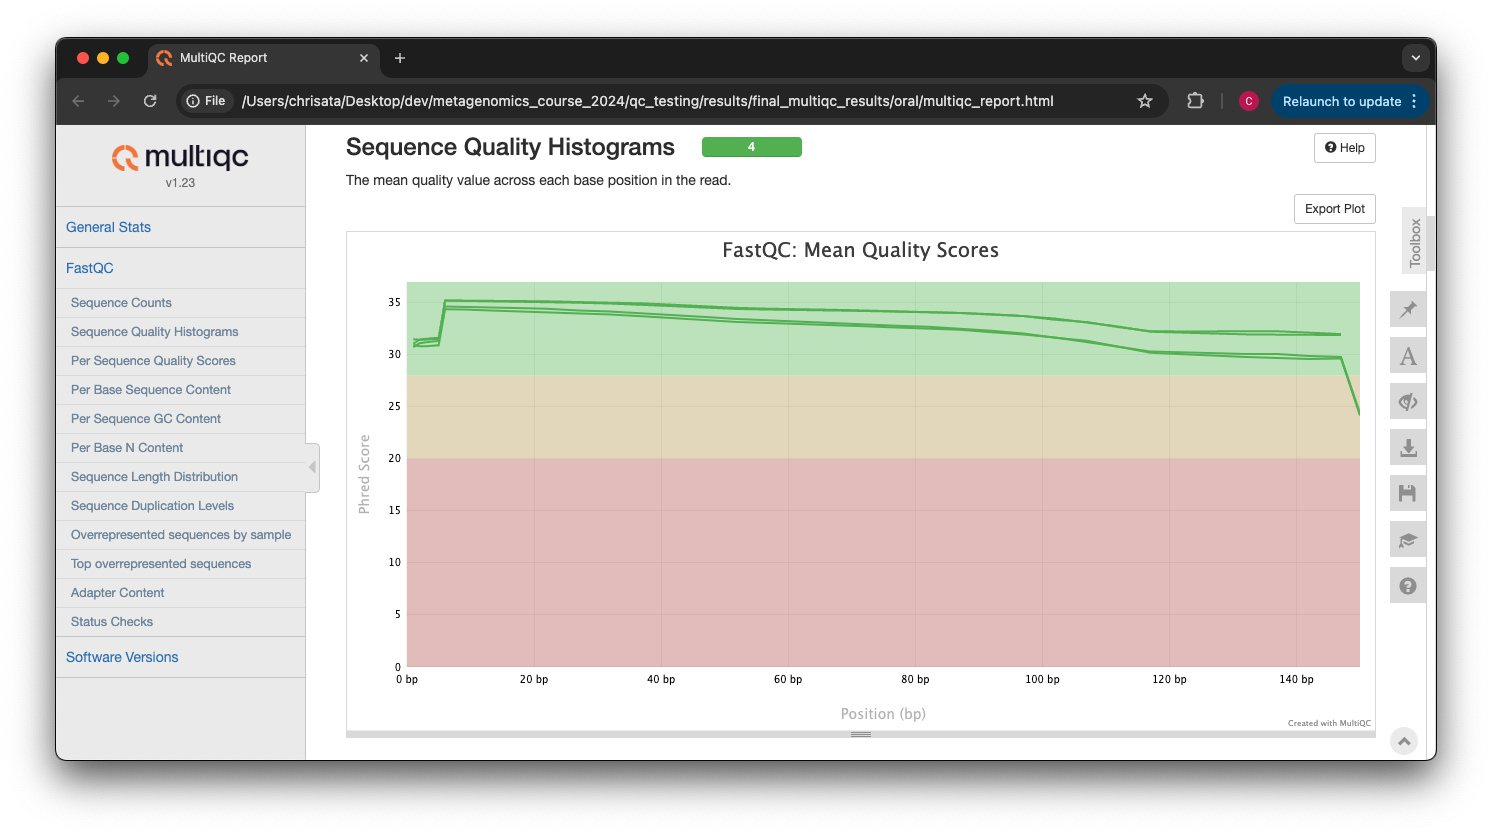 MultiQC Report
File
/Users/chrisata/Desktop/dev/metagenomics_course_2024/qc_testing/results/final_multiqc_results/oral/multiqc_report.html
C
Relaunch to update
multiqc
v1.23
General Stats
FastQC
Sequence Counts
Sequence Quality Histograms
Per Sequence Quality Scores
Per Base Sequence Content
Per Sequence GC Content
Per Base N Content
Sequence Length Distribution
Sequence Duplication Levels
Overrepresented sequences by sample
Top overrepresented sequences
Adapter Content
Status Checks
Software Versions
Sequence Quality Histograms
4
Help
The mean quality value across each base position in the read.
Export Plot
Toolbox
A
FastQC: Mean Quality Scores
35
30
25
20
15
10
5
0
Phred Score
0 bp
20 bp
40 bp
60 bp
80 bp
100 bp
120 bp
140 bp
Position (bp)
Created with MultiQC